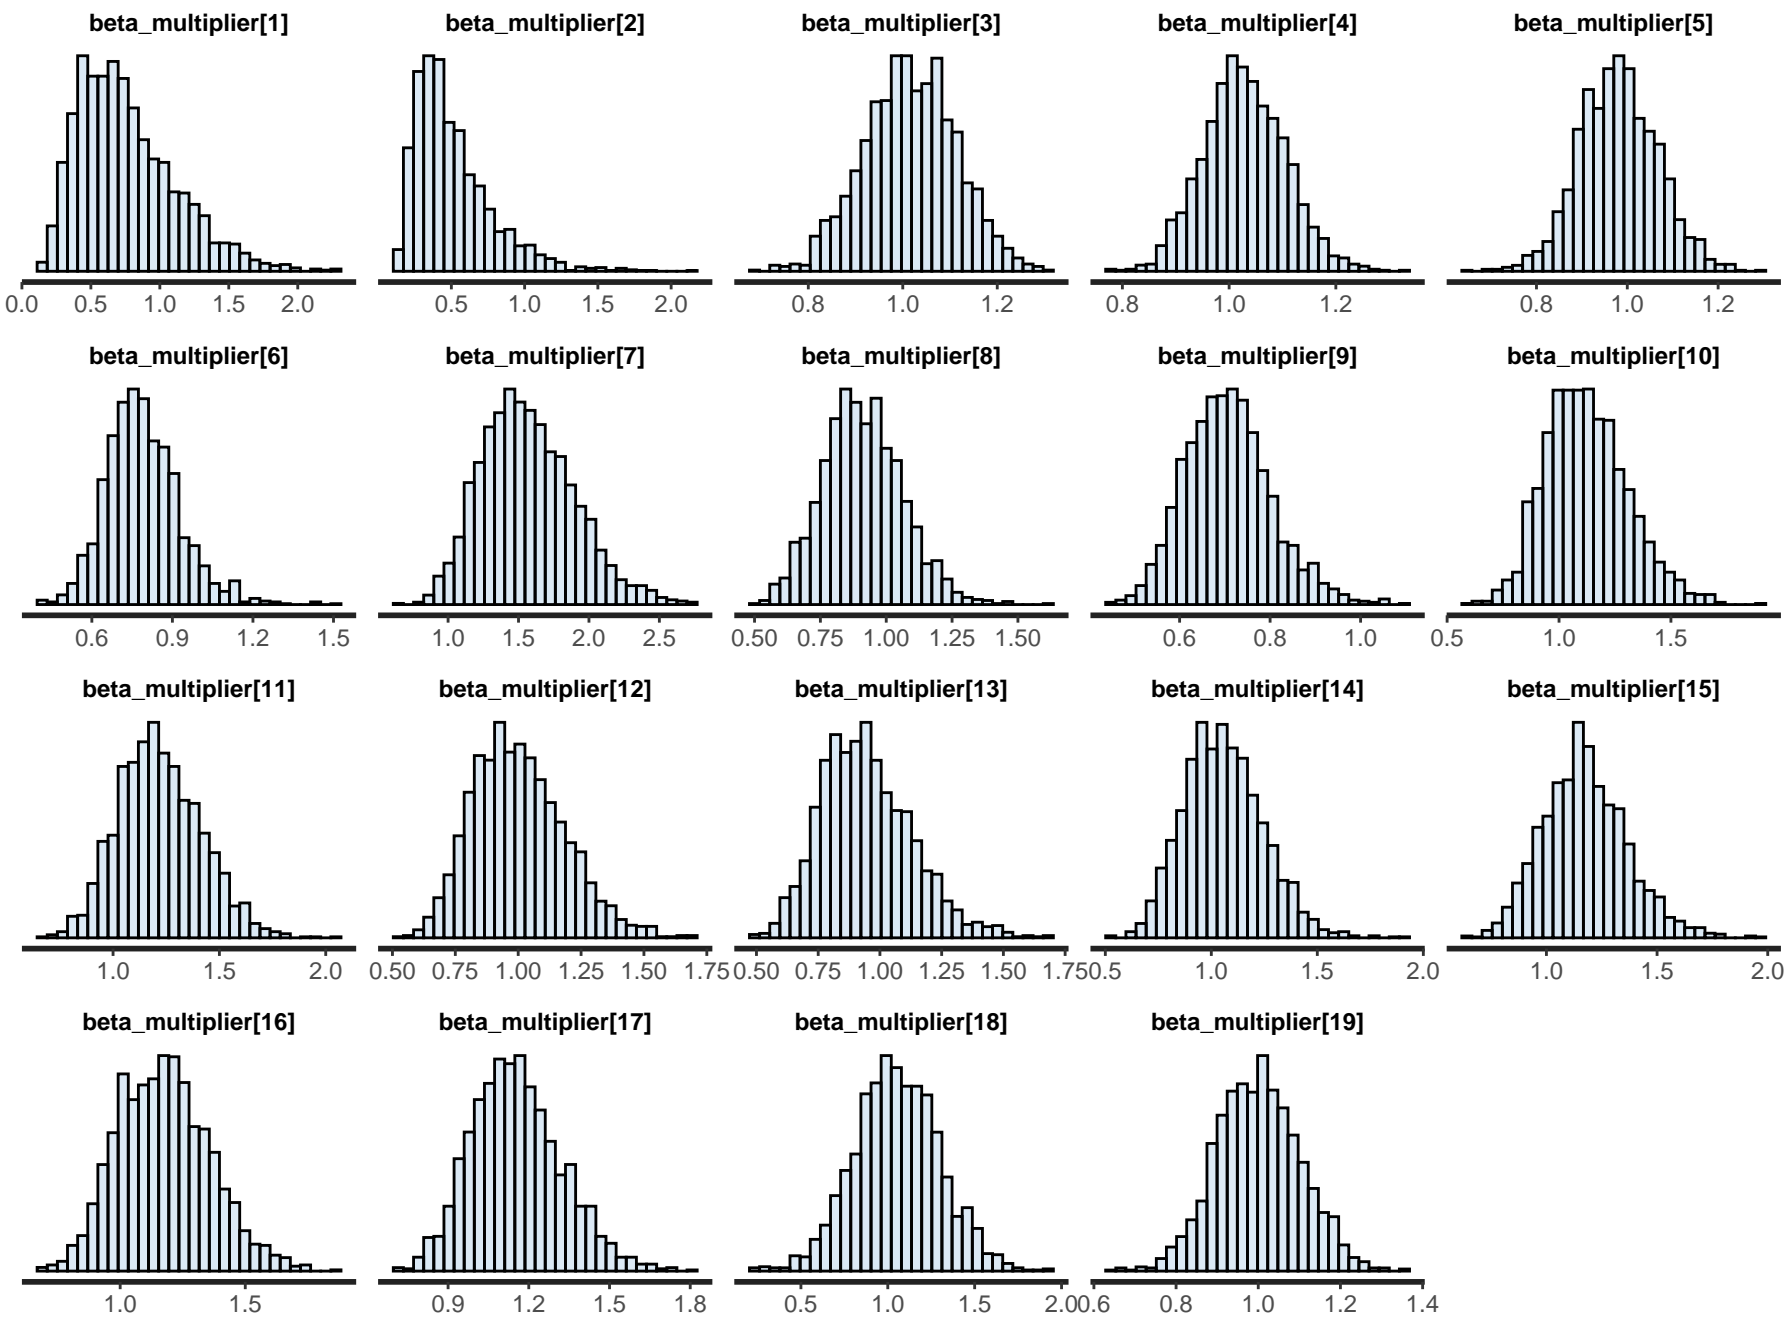 beta_multiplier[1] beta_multiplier[2] beta_multiplier[3] beta_multiplier[4] beta_multiplier[5]
0.0 0.5 1.0 1.5 2.0 0.5 1.0 1.5 2.0 0.8 1.0 1.2 0.8 1.0 1.2 0.8 1.0 1.2
beta_multiplier[6] beta_multiplier[7] beta_multiplier[8] beta_multiplier[9] beta_multiplier[10]
0.6 0.9 1.2 1.5 1.0 1.5 2.0 2.5 0.50 0.75 1.00 1.25 1.50 0.6 0.8 1.0 0.5 1.0 1.5
beta_multiplier[11] beta_multiplier[12] beta_multiplier[13] beta_multiplier[14] beta_multiplier[15]
1.0 1.5 2.0 0.50 0.75 1.00 1.25 1.50 1.75 0.50 0.75 1.00 1.25 1.50 1.75 0.5 1.0 1.5 2.0 1.0 1.5 2.0
beta_multiplier[16] beta_multiplier[17] beta_multiplier[18] beta_multiplier[19]
1.0 1.5 0.9 1.2 1.5 1.8 0.5 1.0 1.5 2.0 0.6 0.8 1.0 1.2 1.4